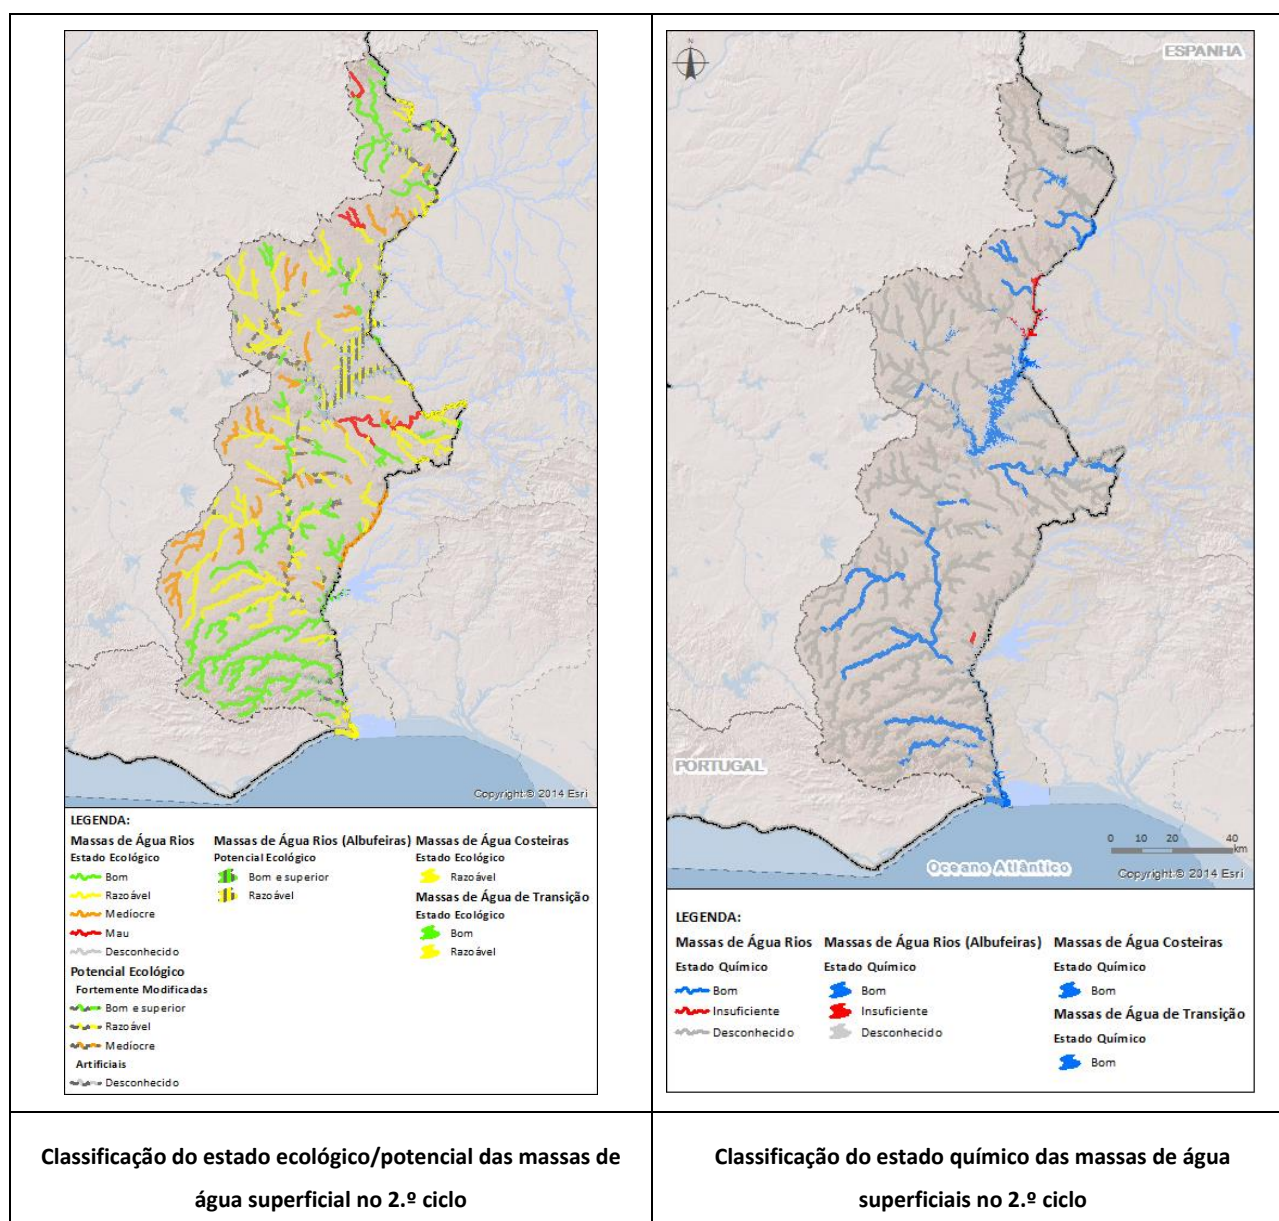 Copyright:© 2014 Esri
LEGENDA:
Massas de Água Rios
Estado Ecológico
Bom
Razoável
Medíocre
Mau
Desconhecido
Potencial Ecológico
Fortemente Modificadas
Bom e superior
Razoável
Medíocre
Artificiais
Desconhecido
Massas de Água Rios (Albufeiras)
Potencial Ecológico
Bom e superior
Razoável
Massas de Água Costeiras
Estado Ecológico
Razoável
Massas de Água de Transição
Estado Ecológico
Bom
Razoável
Classificação do estado ecológico/potencial das massas de
água superficial no 2.º ciclo
N
ESPANHA
PORTUGAL
Oceano Atlântico
0 10 20 40
km
Copyright:© 2014 Esri
LEGENDA:
Massas de Água Rios
Estado Químico
Bom
Insuficiente
Desconhecido
Massas de Água Rios (Albufeiras)
Estado Químico
Bom
Insuficiente
Desconhecido
Massas de Água Costeiras
Estado Químico
Bom
Massas de Água de Transição
Estado Químico
Bom
Classificação do estado químico das massas de água
superficiais no 2.º ciclo